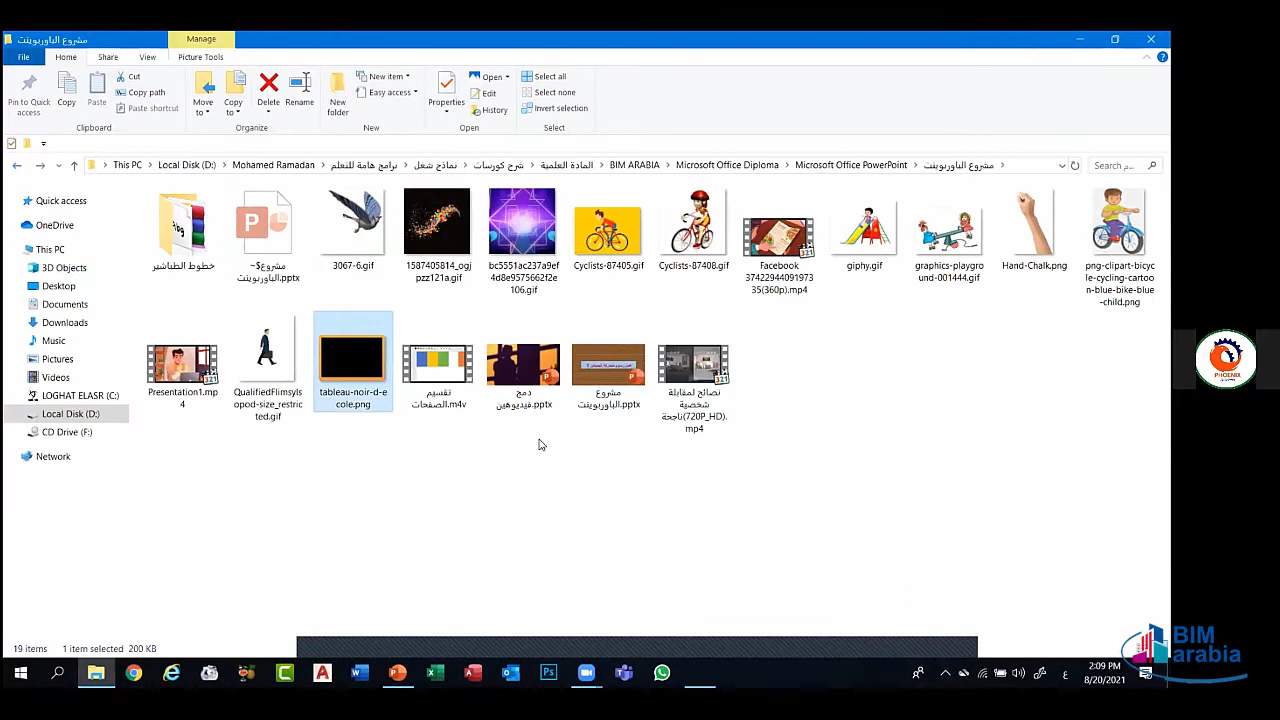 مشروع الباوربوينت
Manage
File
Home
Share
View
Picture Tools
Pin to Quick access
Copy
Paste
Cut
Copy path
Paste shortcut
Move to
Copy to
Delete
Rename
New folder
New item
Easy access
Properties
Open
Edit
History
Select all
Select none
Invert selection
Clipboard
Organize
New
Open
Select
This PC
Local Disk (D:)
Mohamed Ramadan
برامج هامة للتعلم
نماذج شغل
شرح كورسات
المادة العلمية
BIM ARABIA
Microsoft Office Diploma
Microsoft Office PowerPoint
مشروع الباوربوينت
Search ...
Quick access
OneDrive
This PC
3D Objects
Desktop
Documents
Downloads
Music
Pictures
Videos
LOGHAT ELASR (C:)
Local Disk (D:)
CD Drive (F:)
Network
خطوط الطباشير
~$مشروع
الباوربوينت.pptx
3067-6.gif
1587405814_ogj
pzz121a.gif
bc5551ac237a9ef
4d8e9575662f2e
106.gif
Cyclists-87405.gif
Cyclists-87408.gif
Facebook
37422944091973
35(360p).mp4
giphy.gif
graphics-playgro
und-001444.gif
Hand-Chalk.png
png-clipart-bicyc
le-cycling-cartoo
n-blue-bike-blue
-child.png
Presentation1.mp
4
QualifiedFlimsyls
opod-size_restric
ted.gif
tableau-noir-d-e
cole.png
تقسيم
الصفحات.m4v
دمج
فيديوهين.pptx
مشروع
الباوربوينت.pptx
نصائح لمقابلة
شخصية
ناجحة(720P_HD).
mp4
19 items
1 item selected
200 KB
2:09 PM
8/20/2021
PHOENIX
BIM
arabia